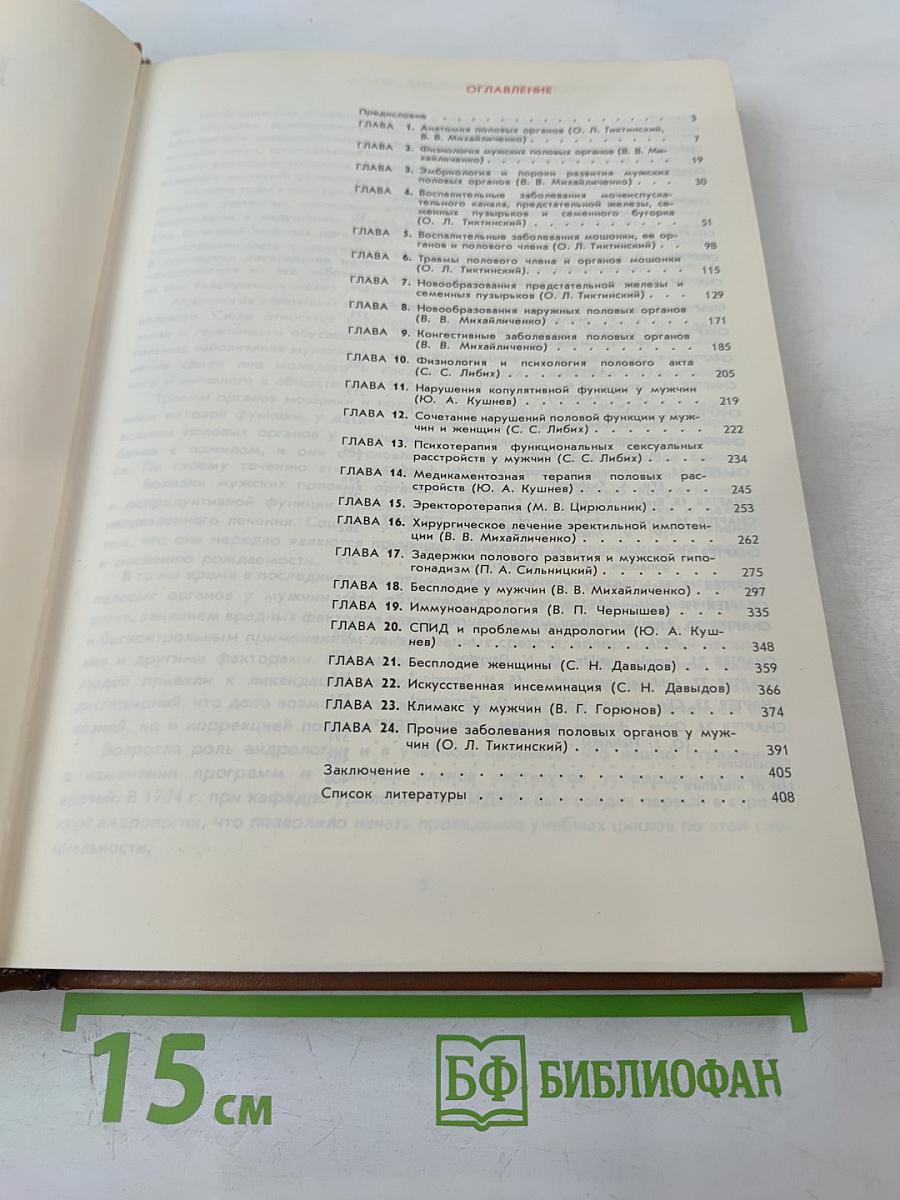 ОГЛАВЛЕНИЕ
Предисловие . . . . . . . . . . . . . . . 3
ГЛАВА 1. Анатомия половых органов (О. Л. Тиктинский,
В. В. Михайличенко) . . . . . . . . . . 7
ГЛАВА 2. Физиология мужских половых органов (В. В. Ми-
хайличенко) . . . . . . . . . . . . . 19
ГЛАВА 3. Эмбриология и пороки развития мужских
половых органов (В. В. Михайличенко) . . . 30
ГЛАВА 4. Воспалительные заболевания мочеиспуска-
тельного канала, предстательной железы, се-
менных пузырьков и семенного бугорка
(О. Л. Тиктинский) . . . . . . . . . . 51
ГЛАВА 5. Воспалительные заболевания мошонки, ее ор-
ганов и полового члена (О. Л. Тиктинский) . . 98
ГЛАВА 6. Травмы полового члена и органов мошонки
(О. Л. Тиктинский) . . . . . . . . . . 115
ГЛАВА 7. Новообразования предстательной железы и
семенных пузырьков (О. Л. Тиктинский) . . . 129
ГЛАВА 8. Новообразования наружных половых органов
(В. В. Михайличенко) . . . . . . . . . 171
ГЛАВА 9. Конгестивные заболевания половых органов
(В. В. Михайличенко) . . . . . . . . . 185
ГЛАВА 10. Физиология и психология полового акта
(С. С. Либих) . . . . . . . . . . . . 205
ГЛАВА 11. Нарушения копулятивной функции у мужчин
(Ю. А. Кушнев) . . . . . . . . . . . 219
ГЛАВА 12. Сочетание нарушений половой функции у муж-
чин и женщин (С. С. Либих) . . . . . . . 222
ГЛАВА 13. Психотерапия функциональных сексуальных
расстройств у мужчин (С. С. Либих) . . . . 234
ГЛАВА 14. Медикаментозная терапия половых рас-
стройств (Ю. А. Кушнев) . . . . . . . . 245
ГЛАВА 15. Эректоротерапия (М. В. Цирюльник) . . . . 253
ГЛАВА 16. Хирургическое лечение эректильной импотен-
ции (В. В. Михайличенко) . . . . . . . . 262
ГЛАВА 17. Задержки полового развития и мужской гипо-
гонадизм (П. А. Сильницкий) . . . . . . . 275
ГЛАВА 18. Бесплодие у мужчин (В. В. Михайличенко) . . 297
ГЛАВА 19. Иммуноандрология (В. П. Чернышев) . . . 335
ГЛАВА 20. СПИД и проблемы андрологии (Ю. А. Куш-
нев) . . . . . . . . . . . . . . . 348
ГЛАВА 21. Бесплодие женщины (С. Н. Давыдов) . . . 359
ГЛАВА 22. Искусственная инсеминация (С. Н. Давыдов) 366
ГЛАВА 23. Климакс у мужчин (В. Г. Горюнов) . . . . 374
ГЛАВА 24. Прочие заболевания половых органов у муж-
чин (О. Л. Тиктинский) . . . . . . . . . 391
Заключение . . . . . . . . . . . . . . . . 405
Список литературы . . . . . . . . . . . . . 408
15 см
БФ БИБЛИОФАН